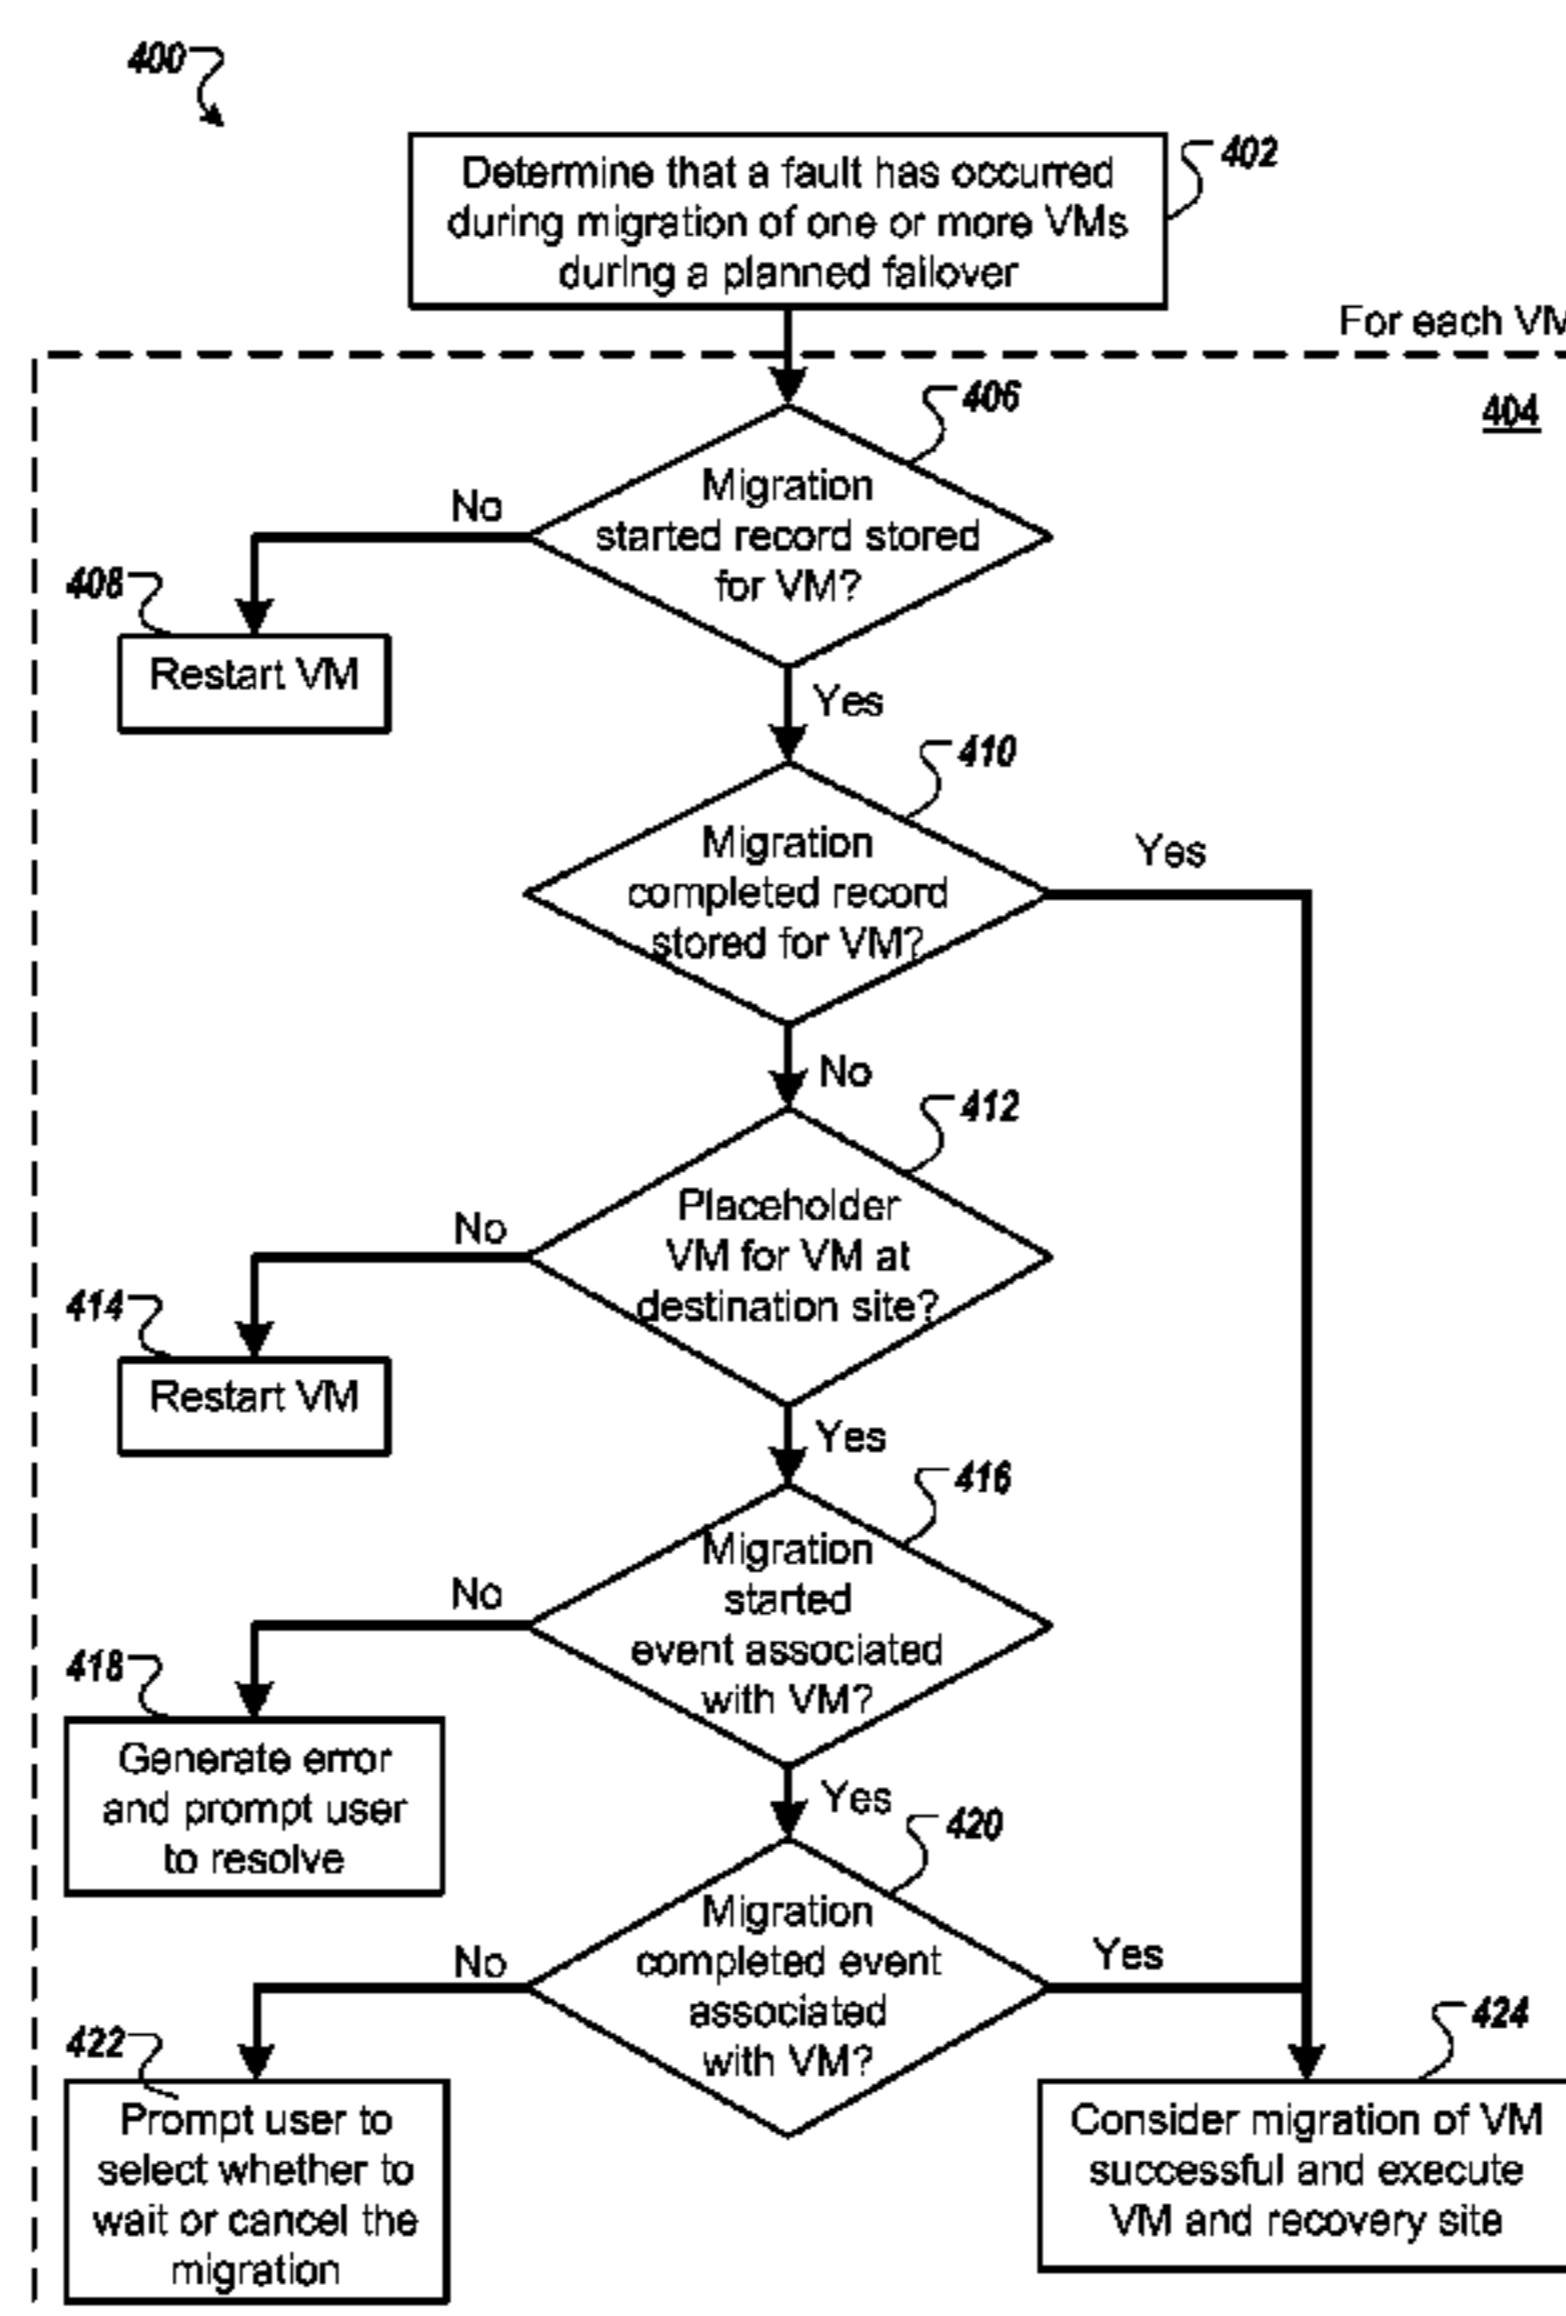 400
402
Determine that a fault has occurred
during migration of one or more VMs
during a planned failover
For each VM
404
406
Migration
started record stored
for VM?
No
408
Restart VM
Yes
410
Migration
completed record
stored for VM?
Yes
No
412
Placeholder
VM for VM at
destination site?
No
414
Restart VM
Yes
416
Migration
started
event associated
with VM?
No
418
Generate error
and prompt user
to resolve
Yes
420
Migration
completed event
associated
with VM?
No
Yes
422
Prompt user to
select whether to
wait or cancel the
migration
424
Consider migration of VM
successful and execute
VM and recovery site